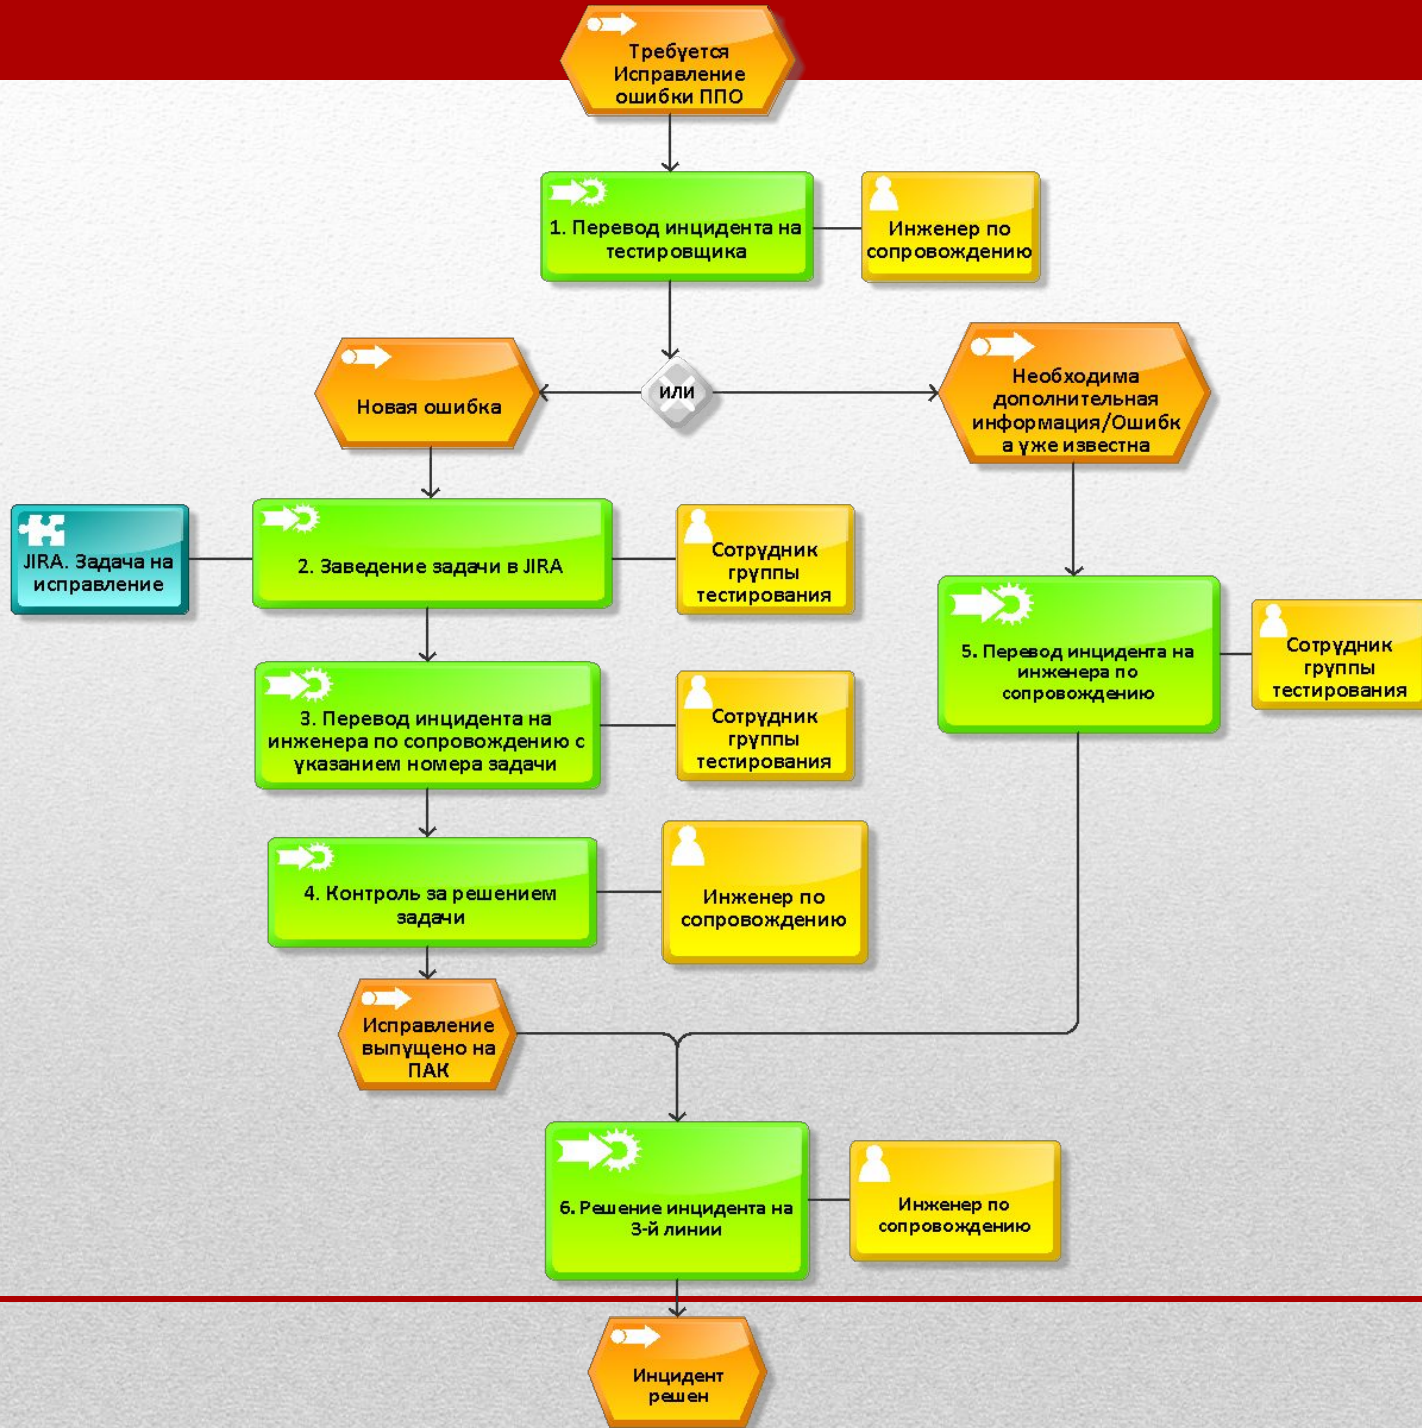 Требуется
Исправление
ошибки ППО
1. Перевод инцидента на
тестировщика
Инженер по
сопровождению
или
Новая ошибка
Необходима
дополнительная
информация/Ошибк
а уже известна
JIRA. Задача на
исправление
2. Заведение задачи в JIRA
Сотрудник
группы
тестирования
5. Перевод инцидента на
инженера по
сопровождению
Сотрудник
группы
тестирования
3. Перевод инцидента на
инженера по сопровождению с
указанием номера задачи
Сотрудник
группы
тестирования
4. Контроль за решением
задачи
Инженер по
сопровождению
Исправление
выпущено на
ПАК
6. Решение инцидента на
3-й линии
Инженер по
сопровождению
Инцидент
решен